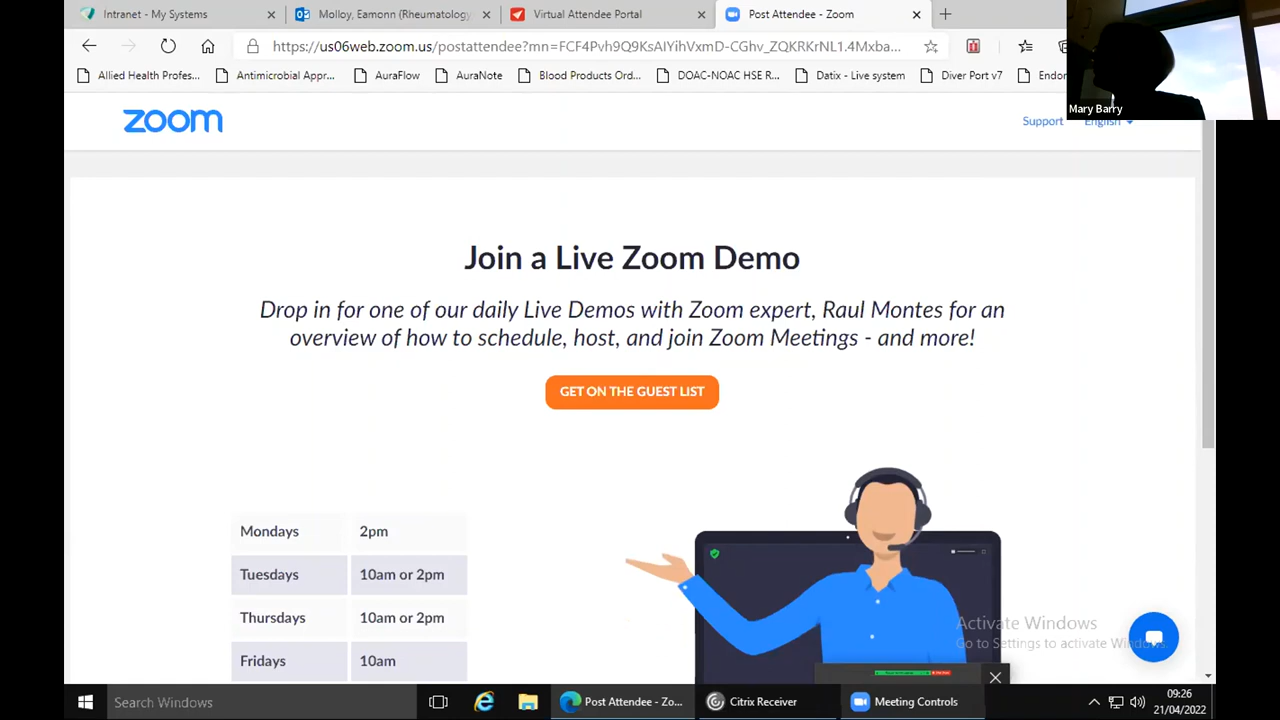 Intranet - My Systems
Molloy, Eamonn (Rheumatology
Virtual Attendee Portal
Post Attendee - Zoom
https://us06web.zoom.us/postattendee?mn=FCF4Pvh9Q9KsAIYihVxmD-CGhv_ZQKRKrNL1.4Mxba...
Allied Health Profes...
Antimicrobial Appr...
AuraFlow
AuraNote
Blood Products Ord...
DOAC-NOAC HSE R...
Datix - Live system
Diver Port v7
Endor
Mary Barry
zoom
Support
English
Join a Live Zoom Demo
Drop in for one of our daily Live Demos with Zoom expert, Raul Montes for an
overview of how to schedule, host, and join Zoom Meetings - and more!
GET ON THE GUEST LIST
Mondays 2pm
Tuesdays 10am or 2pm
Thursdays 10am or 2pm
Fridays 10am
Activate Windows
Go to Settings to activate Windows.
Search Windows
Post Attendee - Zo...
Citrix Receiver
Meeting Controls
09:26
21/04/2022